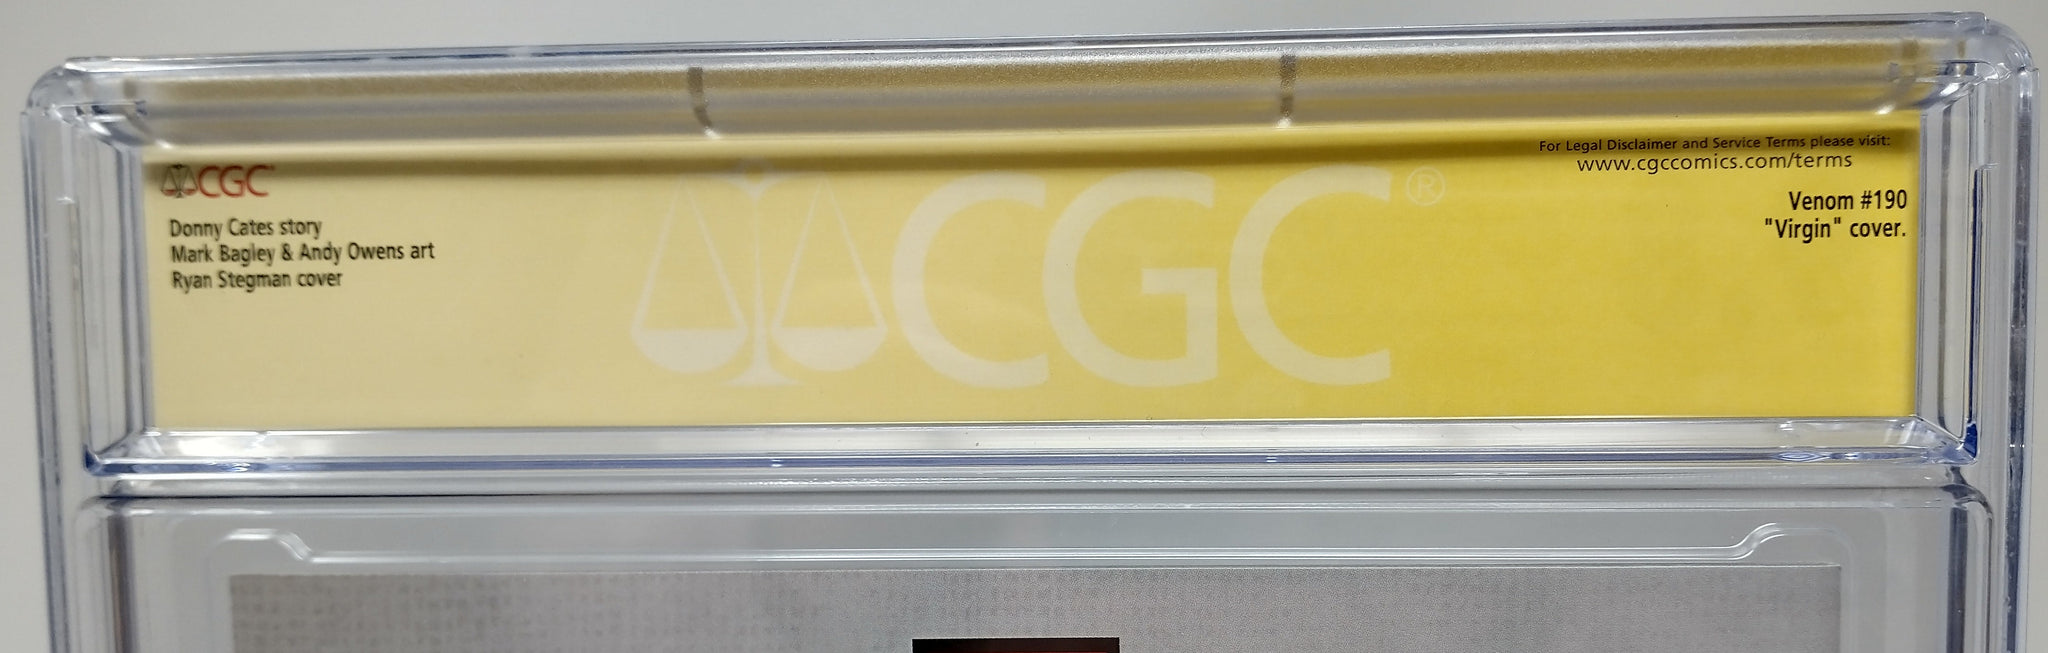 CGC
Donny Cates story
Mark Bagley & Andy Owens art
Ryan Stegman cover
CGC®
For Legal Disclaimer and Service Terms please visit:
www.cgccomics.com/terms
Venom #190
"Virgin" cover.